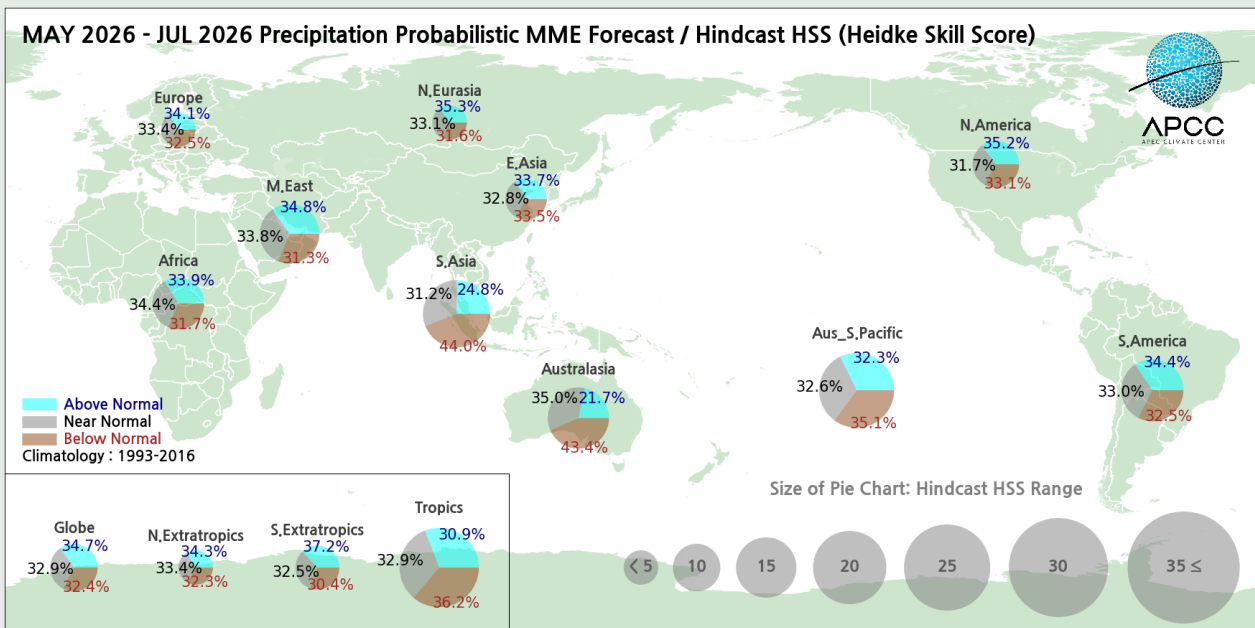 MAY 2026 - JUL 2026 Precipitation Probabilistic MME Forecast / Hindcast HSS (Heidke Skill Score)
APCC
APEC CLIMATE CENTER
Europe
34.1%
33.4%
32.5%
N.Eurasia
35.3%
33.1%
31.6%
N.America
35.2%
31.7%
33.1%
E.Asia
33.7%
32.8%
33.5%
M.East
34.8%
33.8%
31.3%
Africa
33.9%
34.4%
31.7%
S.Asia
31.2% 24.8%
44.0%
Aus_S.Pacific
32.3%
32.6%
35.1%
S.America
34.4%
33.0%
32.5%
Australasia
35.0% 21.7%
43.4%
Above Normal
Near Normal
Below Normal
Climatology : 1993-2016
Size of Pie Chart: Hindcast HSS Range
< 5 10 15 20 25 30 35 ≤
Globe
34.7%
32.9%
32.4%
N.Extratropics
34.3%
33.4%
32.3%
S.Extratropics
37.2%
32.5%
30.4%
Tropics
30.9%
32.9%
36.2%